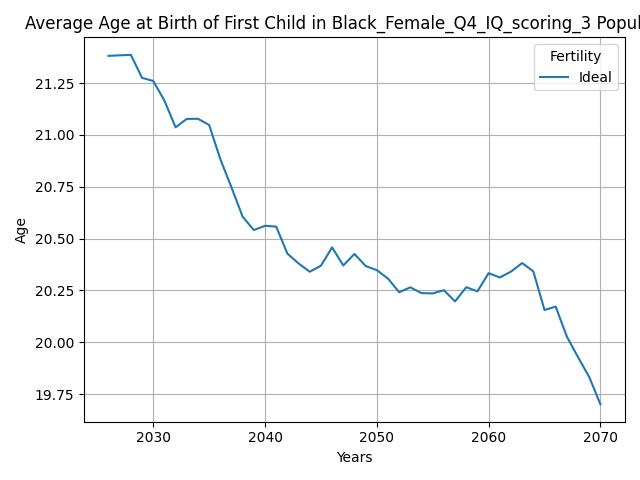 Average Age at Birth of First Child in Black_Female_Q4_IQ_scoring_3 Popul
Fertility
Ideal
21.25
21.00
20.75
20.50
20.25
20.00
19.75
Age
2030 2040 2050 2060 2070
Years